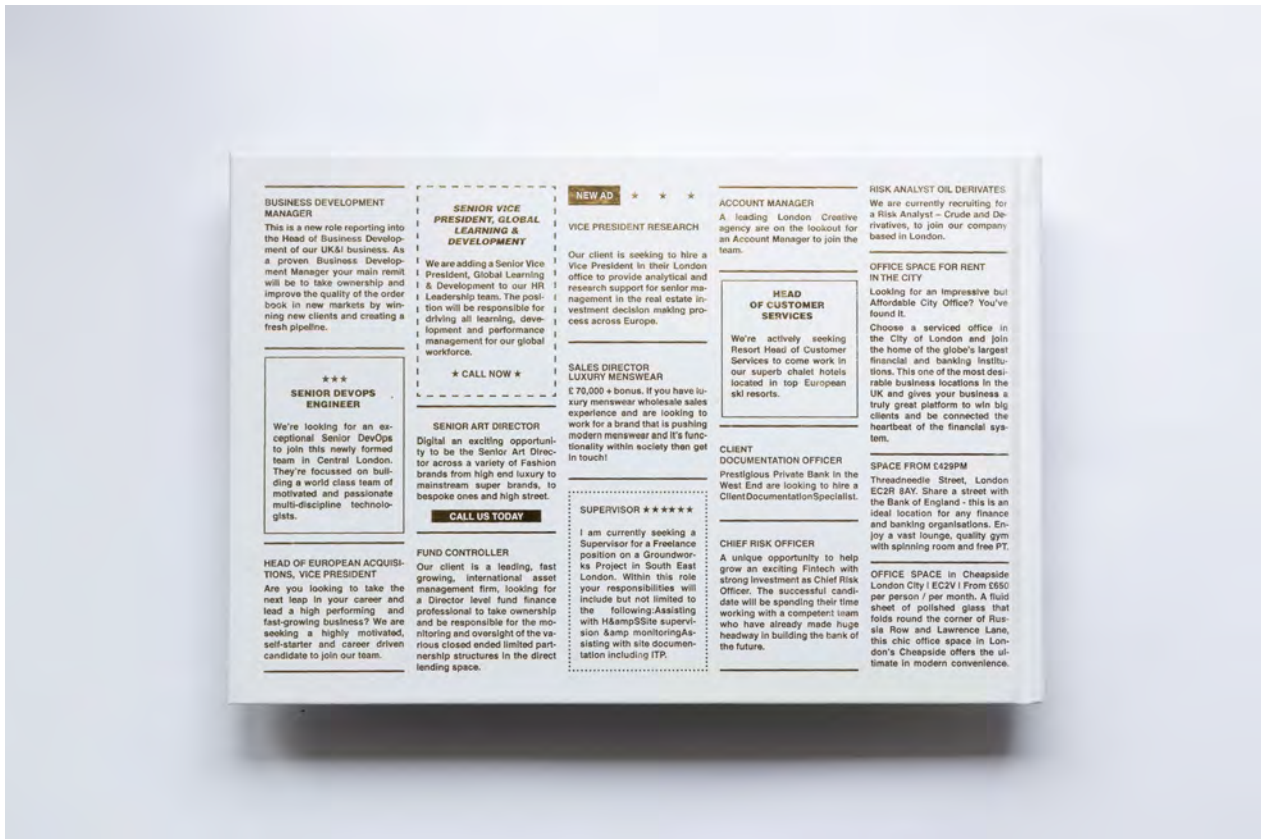 BUSINESS DEVELOPMENT
MANAGER
This is a new role reporting into
the Head of Business Develop-
ment of our UK&I business. As
a proven Business Develop-
ment Manager your main remit
will be to take ownership and
improve the quality of the order
book in new markets by win-
ning new clients and creating a
fresh pipeline.
★★★
SENIOR DEVOPS
ENGINEER
We're looking for an ex-
ceptional Senior DevOps
to join this newly formed
team in Central London.
They're focussed on buil-
ding a world class team of
motivated and passionate
multi-discipline technolo-
gists.
HEAD OF EUROPEAN ACQUISI-
TIONS, VICE PRESIDENT
Are you looking to take the
next leap in your career and
lead a high performing and
fast-growing business? We are
seeking a highly motivated,
self-starter and career driven
candidate to join our team.
SENIOR VICE
PRESIDENT, GLOBAL
LEARNING &
DEVELOPMENT
We are adding a Senior Vice
President, Global Learning
& Development to our HR
Leadership team. The posi-
tion will be responsible for
driving all learning, deve-
lopment and performance
management for our global
workforce.
★ CALL NOW ★
SENIOR ART DIRECTOR
Digital an exciting opportuni-
ty to be the Senior Art Direc-
tor across a variety of Fashion
brands from high end luxury to
mainstream super brands, to
bespoke ones and high street.
CALL US TODAY
FUND CONTROLLER
Our client is a leading, fast
growing, international asset
management firm, looking for
a Director level fund finance
professional to take ownership
and be responsible for the mo-
nitoring and oversight of the va-
rious closed ended limited part-
nership structures in the direct
lending space.
NEW AD ★ ★ ★
VICE PRESIDENT RESEARCH
Our client is seeking to hire a
Vice President in their London
office to provide analytical and
research support for senior ma-
nagement in the real estate in-
vestment decision making pro-
cess across Europe.
SALES DIRECTOR
LUXURY MENSWEAR
£ 70,000 + bonus. If you have lu-
xury menswear wholesale sales
experience and are looking to
work for a brand that is pushing
modern menswear and it's func-
tionality within society then get
in touch!
SUPERVISOR ★★★★★★
I am currently seeking a
Supervisor for a Freelance
position on a Groundwor-
ks Project in South East
London. Within this role
your responsibilities will
include but not limited to
the following:Assisting
with H&ampSSite supervi-
sion &amp monitoringAs-
sisting with site documen-
tation including ITP.
ACCOUNT MANAGER
A leading London Creative
agency are on the lookout for
an Account Manager to join the
team.
HEAD
OF CUSTOMER
SERVICES
We're actively seeking
Resort Head of Customer
Services to come work in
our superb chalet hotels
located in top European
ski resorts.
CLIENT
DOCUMENTATION OFFICER
Prestigious Private Bank in the
West End are looking to hire a
Client Documentation Specialist.
CHIEF RISK OFFICER
A unique opportunity to help
grow an exciting Fintech with
strong investment as Chief Risk
Officer. The successful candi-
date will be spending their time
working with a competent team
who have already made huge
headway in building the bank of
the future.
RISK ANALYST OIL DERIVATES
We are currently recruiting for
a Risk Analyst – Crude and De-
rivatives, to join our company
based in London.
OFFICE SPACE FOR RENT
IN THE CITY
Looking for an Impressive but
Affordable City Office? You've
found it.
Choose a serviced office in
the City of London and join
the home of the globe's largest
financial and banking institu-
tions. This one of the most desi-
rable business locations in the
UK and gives your business a
truly great platform to win big
clients and be connected the
heartbeat of the financial sys-
tem.
SPACE FROM £429PM
Threadneedle Street, London
EC2R 8AY. Share a street with
the Bank of England - this is an
ideal location for any finance
and banking organisations. En-
joy a vast lounge, quality gym
with spinning room and free PT.
OFFICE SPACE in Cheapside
London City I EC2V I From £650
per person / per month. A fluid
sheet of polished glass that
folds round the corner of Rus-
sia Row and Lawrence Lane,
this chic office space in Lon-
don's Cheapside offers the ul-
timate in modern convenience.